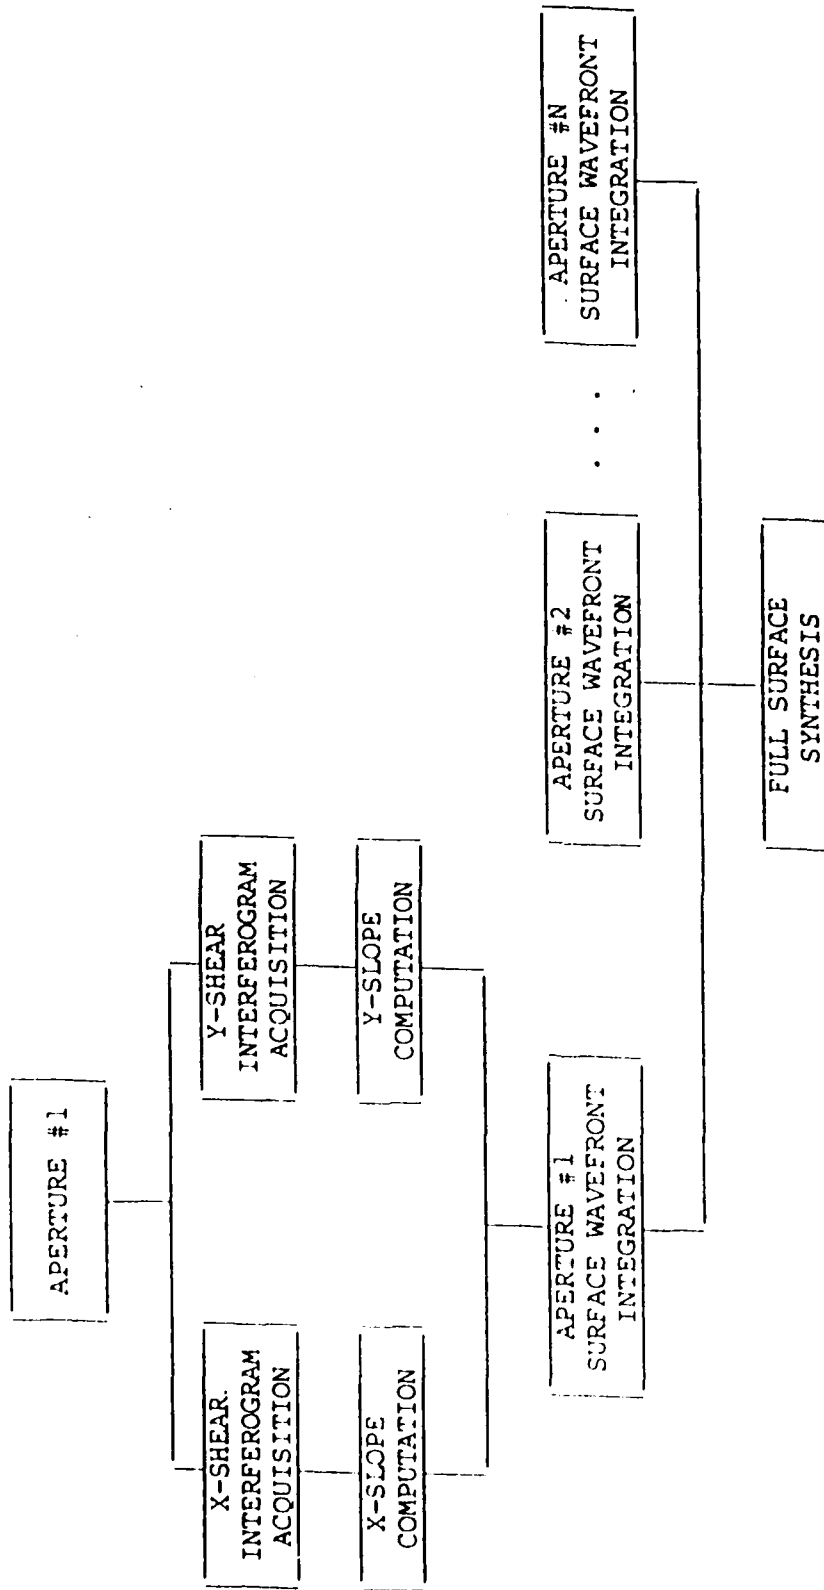 APERTURE #1
X-SHEAR
INTERFEROGRAM
ACQUISITION
Y-SHEAR
INTERFEROGRAM
ACQUISITION
X-SLOPE
COMPUTATION
Y-SLOPE
COMPUTATION
APERTURE #1
SURFACE WAVEFRONT
INTEGRATION
APERTURE #2
SURFACE WAVEFRONT
INTEGRATION
. . .
APERTURE #N
SURFACE WAVEFRONT
INTEGRATION
FULL SURFACE
SYNTHESIS